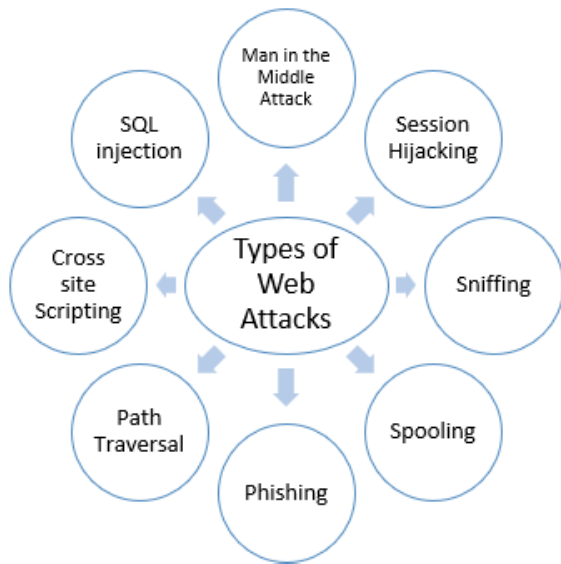 Types of
Web
Attacks
Man in the
Middle
Attack
Session
Hijacking
Sniffing
Spooling
Phishing
Path
Traversal
Cross
site
Scripting
SQL
injection